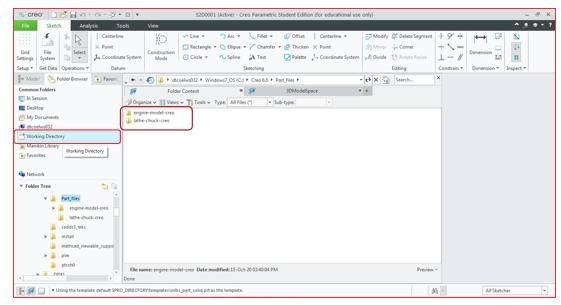 creo S2D0001 (Active) - Creo Parametric Student Edition (for educational use only)
File Sketch Analysis Tools View
Grid Settings File System Select Centerline Point Coordinate System Construction Mode
Line Rectangle Circle Arc Ellipse Spline Fillet Chamfer Text Offset Thicken Palette Centerline Point Coordinate System
Modify Mirror Divide Delete Segment Corner Rotate Resize Dimension
Setup Get Data Operations Datum Sketching Editing Constrain Dimension Inspect
Model Folder Browser Favori
dtcoelws032 Windows7_OS (C:) Creo 6.0 Part_files Search...
Common Folders
In Session
Desktop
My Documents
dtcoelws032
Working Directory
Manikin Library
Favorites
Working Directory
Network
Folder Tree
Part_files
engine-model-creo
lathe-chuck-creo
cadds5_mks
install
mathcad_viewable_suppo
pim
ptcsh0
Folder Content 3DModelSpace
Organize Views Tools Type All Files (*) Sub-type:
engine-model-creo
lathe-chuck-creo
File name: engine-model-creo Date modified: 15-Oct-20 03:40:04 PM Preview
Done
Using the template default $PRO_DIRECTORY\templates\inlbs_part_solid.prt as the template. All Sketcher